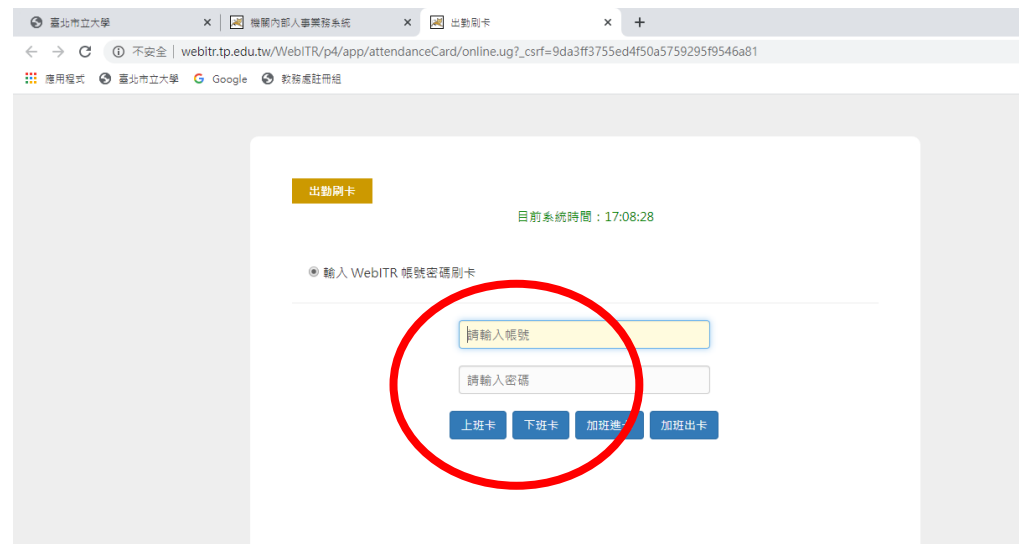 臺北市立大學
機關內部人事業務系統
出勤刷卡
不安全 | webitr.tp.edu.tw/WebITR/p4/app/attendanceCard/online.ug?_csrf=9da3ff3755ed4f50a5759295f9546a81
應用程式 臺北市立大學 Google 教務處註冊組
出勤刷卡
目前系統時間：17:08:28
輸入 WebITR 帳號密碼刷卡
請輸入帳號
請輸入密碼
上班卡 下班卡 加班進卡 加班出卡